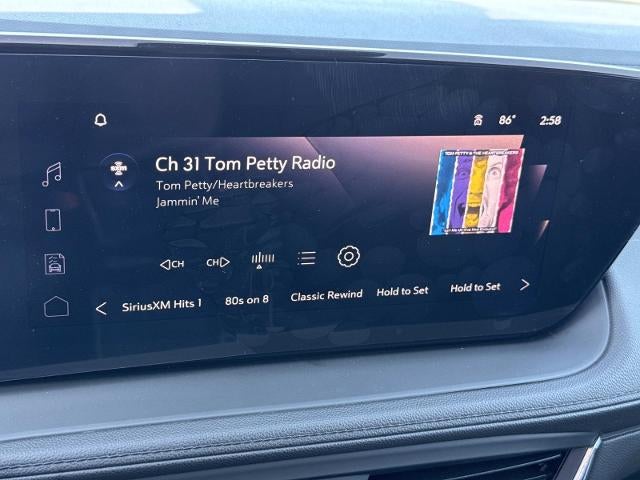 86° 2:58
Ch 31 Tom Petty Radio
sxm
Tom Petty/Heartbreakers
Jammin' Me
TOM PETTY & THE HEARTBREAKERS
CH CH
SiriusXM Hits 1 80s on 8 Classic Rewind Hold to Set Hold to Set